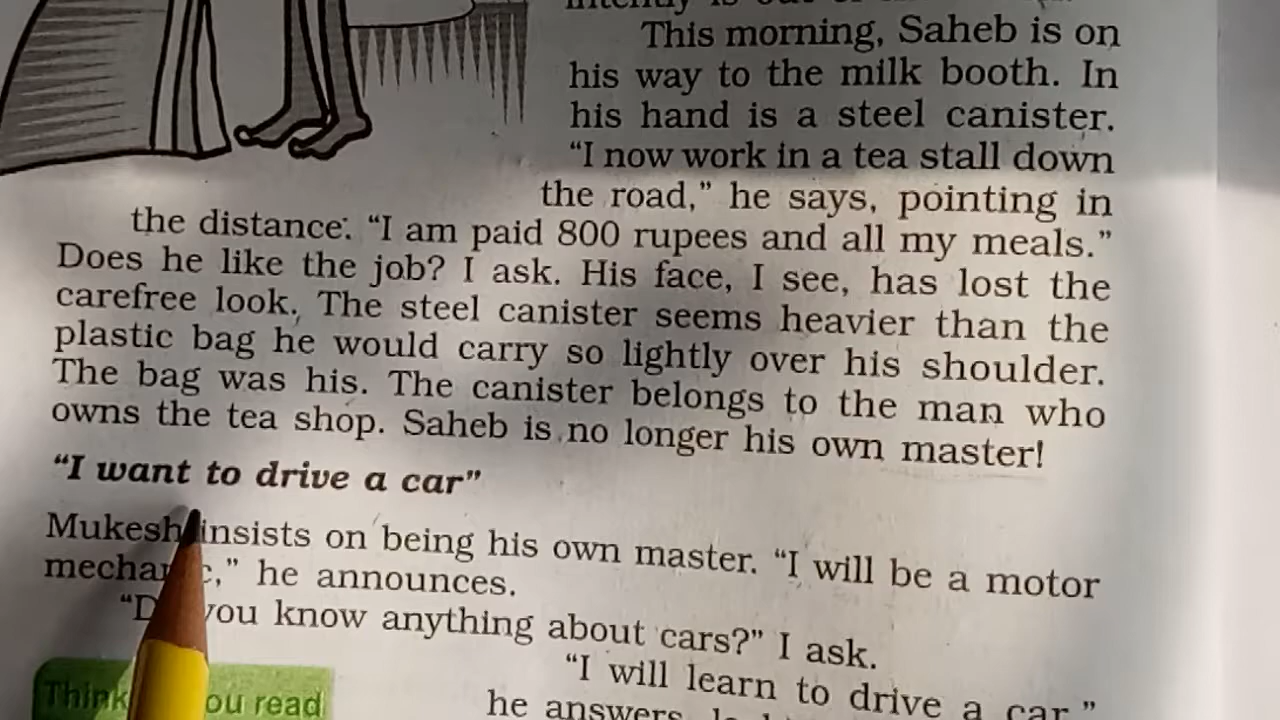 This morning, Saheb is on
his way to the milk booth. In
his hand is a steel canister.
“I now work in a tea stall down
the road,” he says, pointing in
the distance. “I am paid 800 rupees and all my meals.”
Does he like the job? I ask. His face, I see, has lost the
carefree look. The steel canister seems heavier than the
plastic bag he would carry so lightly over his shoulder.
The bag was his. The canister belongs to the man who
owns the tea shop. Saheb is no longer his own master!
“I want to drive a car”
Mukesh insists on being his own master. “I will be a motor
he announces.
you know anything about cars?” I ask.
“I will learn to drive a car,”
Think you read
he answers,